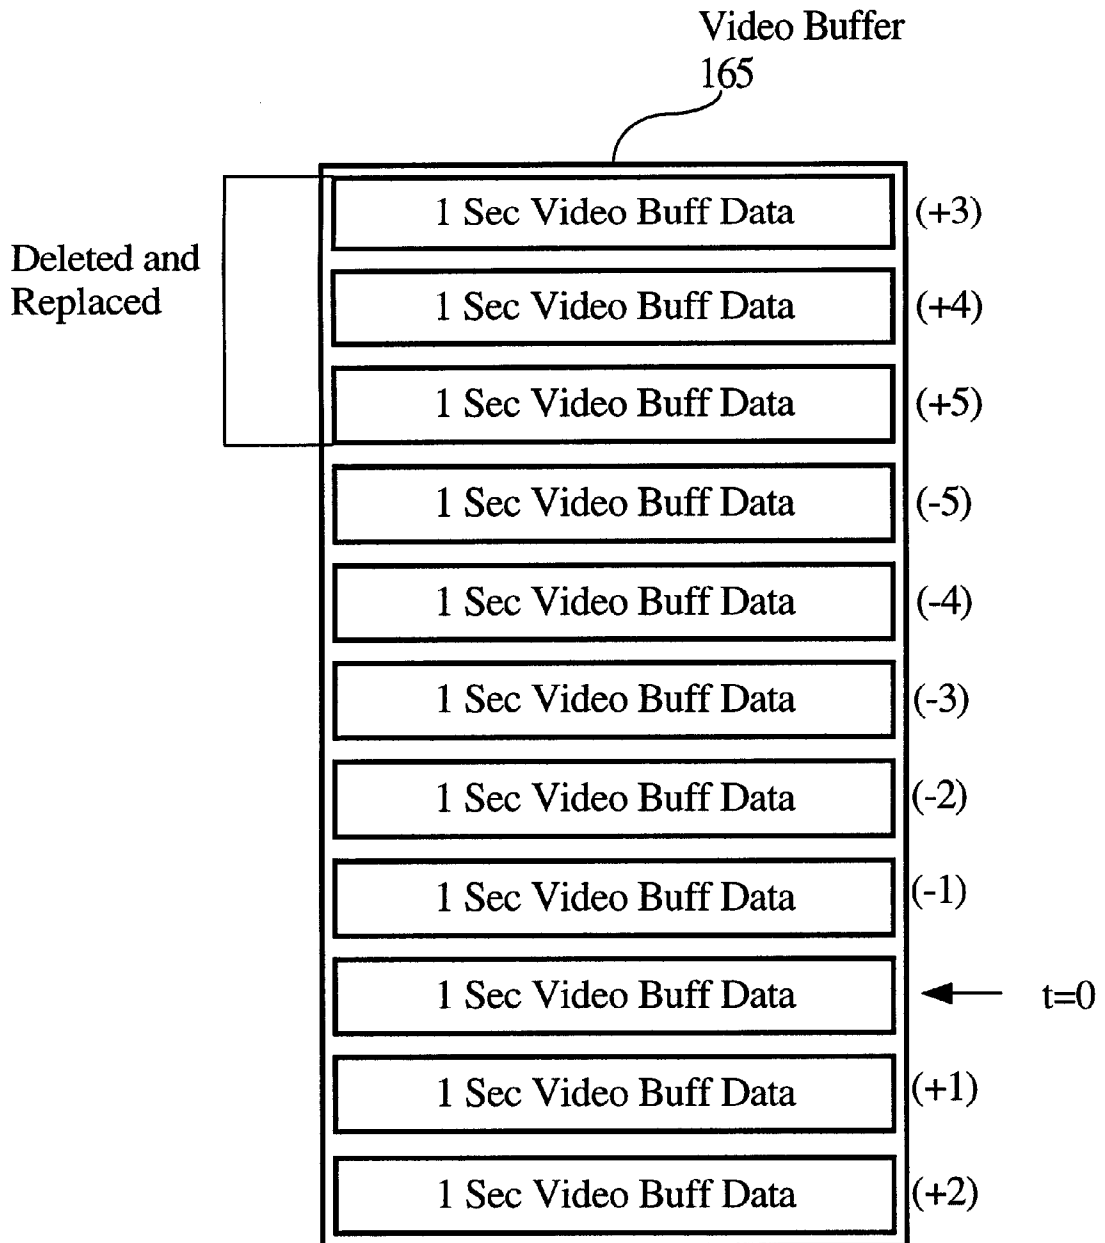 Video Buffer
165
1 Sec Video Buff Data (+3)
Deleted and
Replaced
1 Sec Video Buff Data (+4)
1 Sec Video Buff Data (+5)
1 Sec Video Buff Data (-5)
1 Sec Video Buff Data (-4)
1 Sec Video Buff Data (-3)
1 Sec Video Buff Data (-2)
1 Sec Video Buff Data (-1)
1 Sec Video Buff Data t=0
1 Sec Video Buff Data (+1)
1 Sec Video Buff Data (+2)